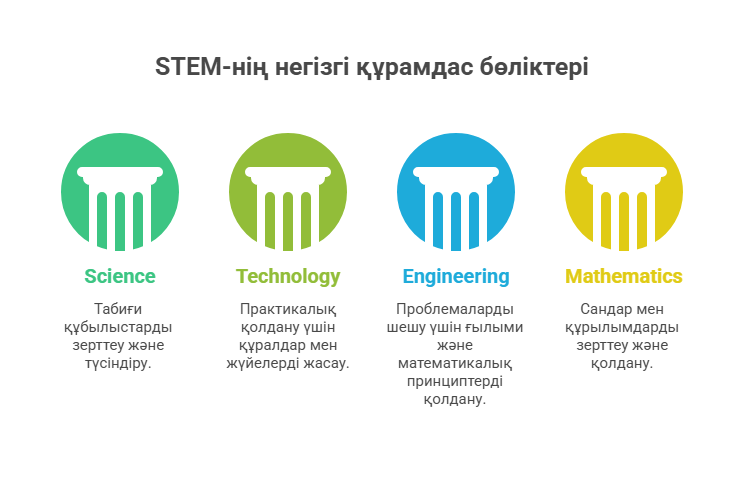 STEM-нің негізгі құрамдас бөліктері
Science
Табиғи
құбылыстарды
зерттеу және
түсіндіру.
Technology
Практикалық
қолдану үшін
құралдар мен
жүйелерді жасау.
Engineering
Проблемаларды
шешу үшін ғылыми
және
математикалық
принциптерді
қолдану.
Mathematics
Сандар мен
құрылымдарды
зерттеу және
қолдану.